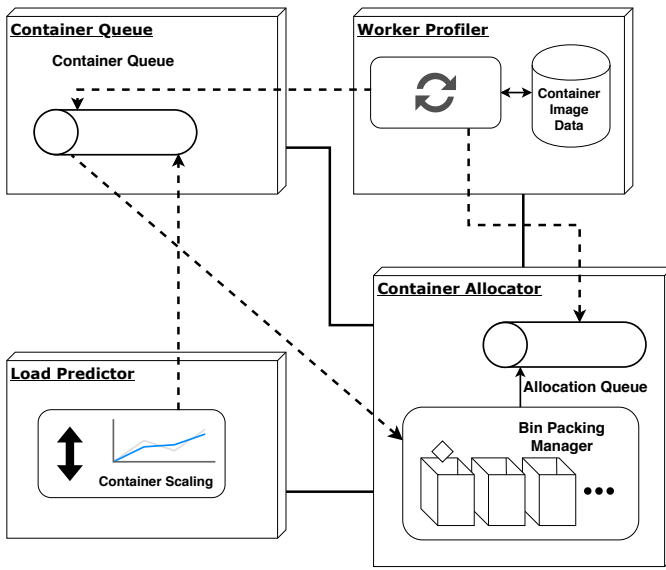 Container Queue
Container Queue
Worker Profiler
Container
Image
Data
Container Allocator
Allocation Queue
Bin Packing
Manager
Load Predictor
Container Scaling